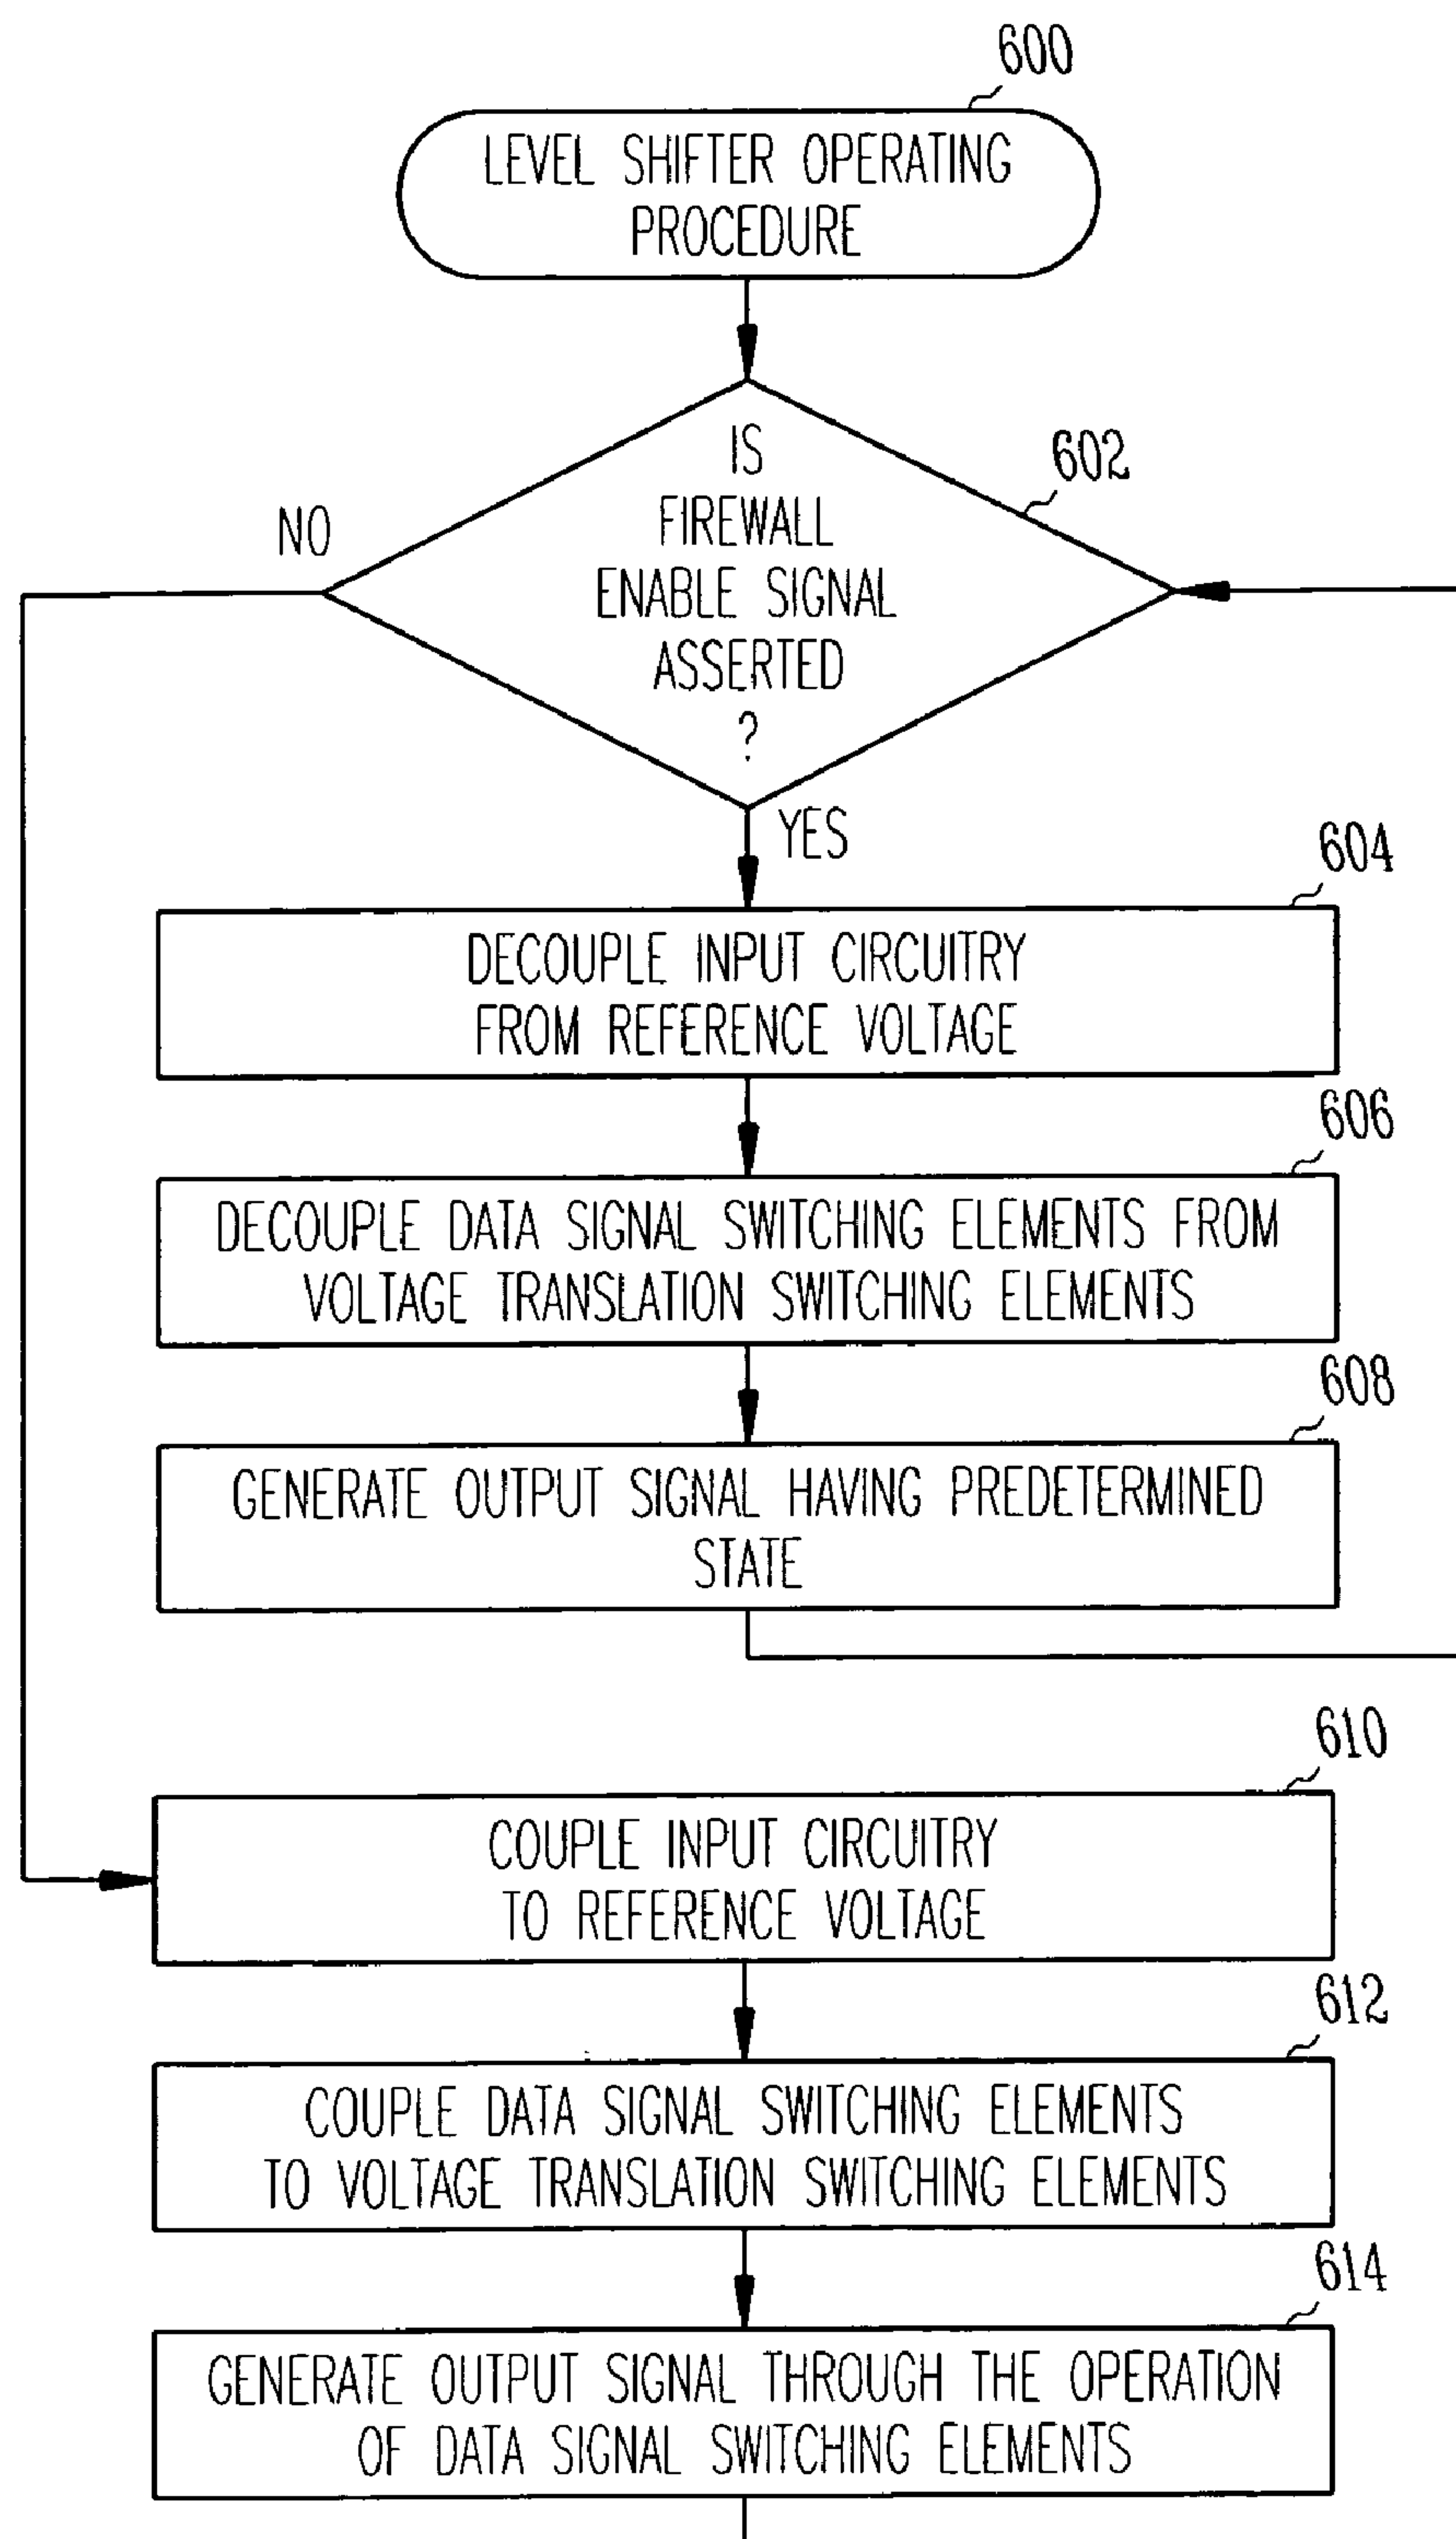 600
LEVEL SHIFTER OPERATING
PROCEDURE
602
IS
FIREWALL
ENABLE SIGNAL
ASSERTED
?
NO
YES
604
DECOUPLE INPUT CIRCUITRY
FROM REFERENCE VOLTAGE
606
DECOUPLE DATA SIGNAL SWITCHING ELEMENTS FROM
VOLTAGE TRANSLATION SWITCHING ELEMENTS
608
GENERATE OUTPUT SIGNAL HAVING PREDETERMINED
STATE
610
COUPLE INPUT CIRCUITRY
TO REFERENCE VOLTAGE
612
COUPLE DATA SIGNAL SWITCHING ELEMENTS
TO VOLTAGE TRANSLATION SWITCHING ELEMENTS
614
GENERATE OUTPUT SIGNAL THROUGH THE OPERATION
OF DATA SIGNAL SWITCHING ELEMENTS